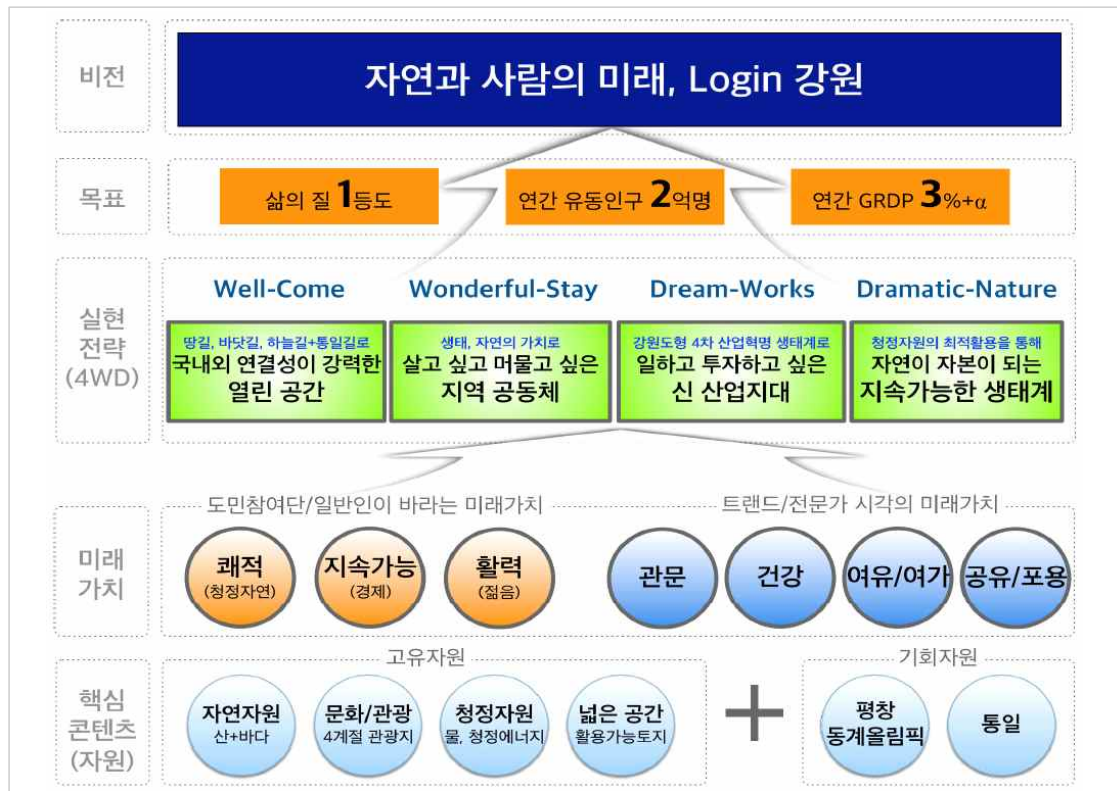 비전
자연과 사람의 미래, Login 강원
목표
삶의 질 1등도
연간 유동인구 2억명
연간 GRDP 3%+α
실현
전략
(4WD)
Well-Come
Wonderful-Stay
Dream-Works
Dramatic-Nature
땅길, 바닷길, 하늘길+통일길로
국내외 연결성이 강력한
열린 공간
생태, 자연의 가치로
살고 싶고 머물고 싶은
지역 공동체
강원도형 4차 산업혁명 생태계로
일하고 투자하고 싶은
신 산업지대
청정자원의 최적활용을 통해
자연이 자본이 되는
지속가능한 생태계
미래
가치
도민참여단/일반인이 바라는 미래가치
쾌적
(청정자연)
지속가능
(경제)
활력
(젊음)
트랜드/전문가 시각의 미래가치
관문
건강
여유/여가
공유/포용
핵심
콘텐츠
(자원)
고유자원
자연자원
산+바다
문화/관광
4계절 관광지
청정자원
물, 청정에너지
넓은 공간
활용가능토지
+
기회자원
평창
동계올림픽
통일